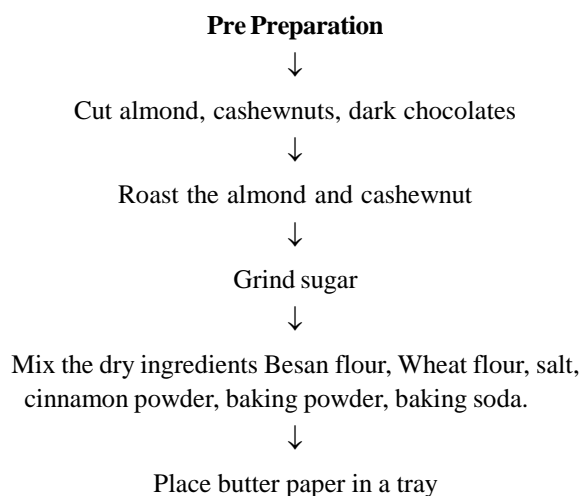 Pre Preparation
↓
Cut almond, cashewnuts, dark chocolates
↓
Roast the almond and cashewnut
↓
Grind sugar
↓
Mix the dry ingredients Besan flour, Wheat flour, salt,
cinnamon powder, baking powder, baking soda.
↓
Place butter paper in a tray